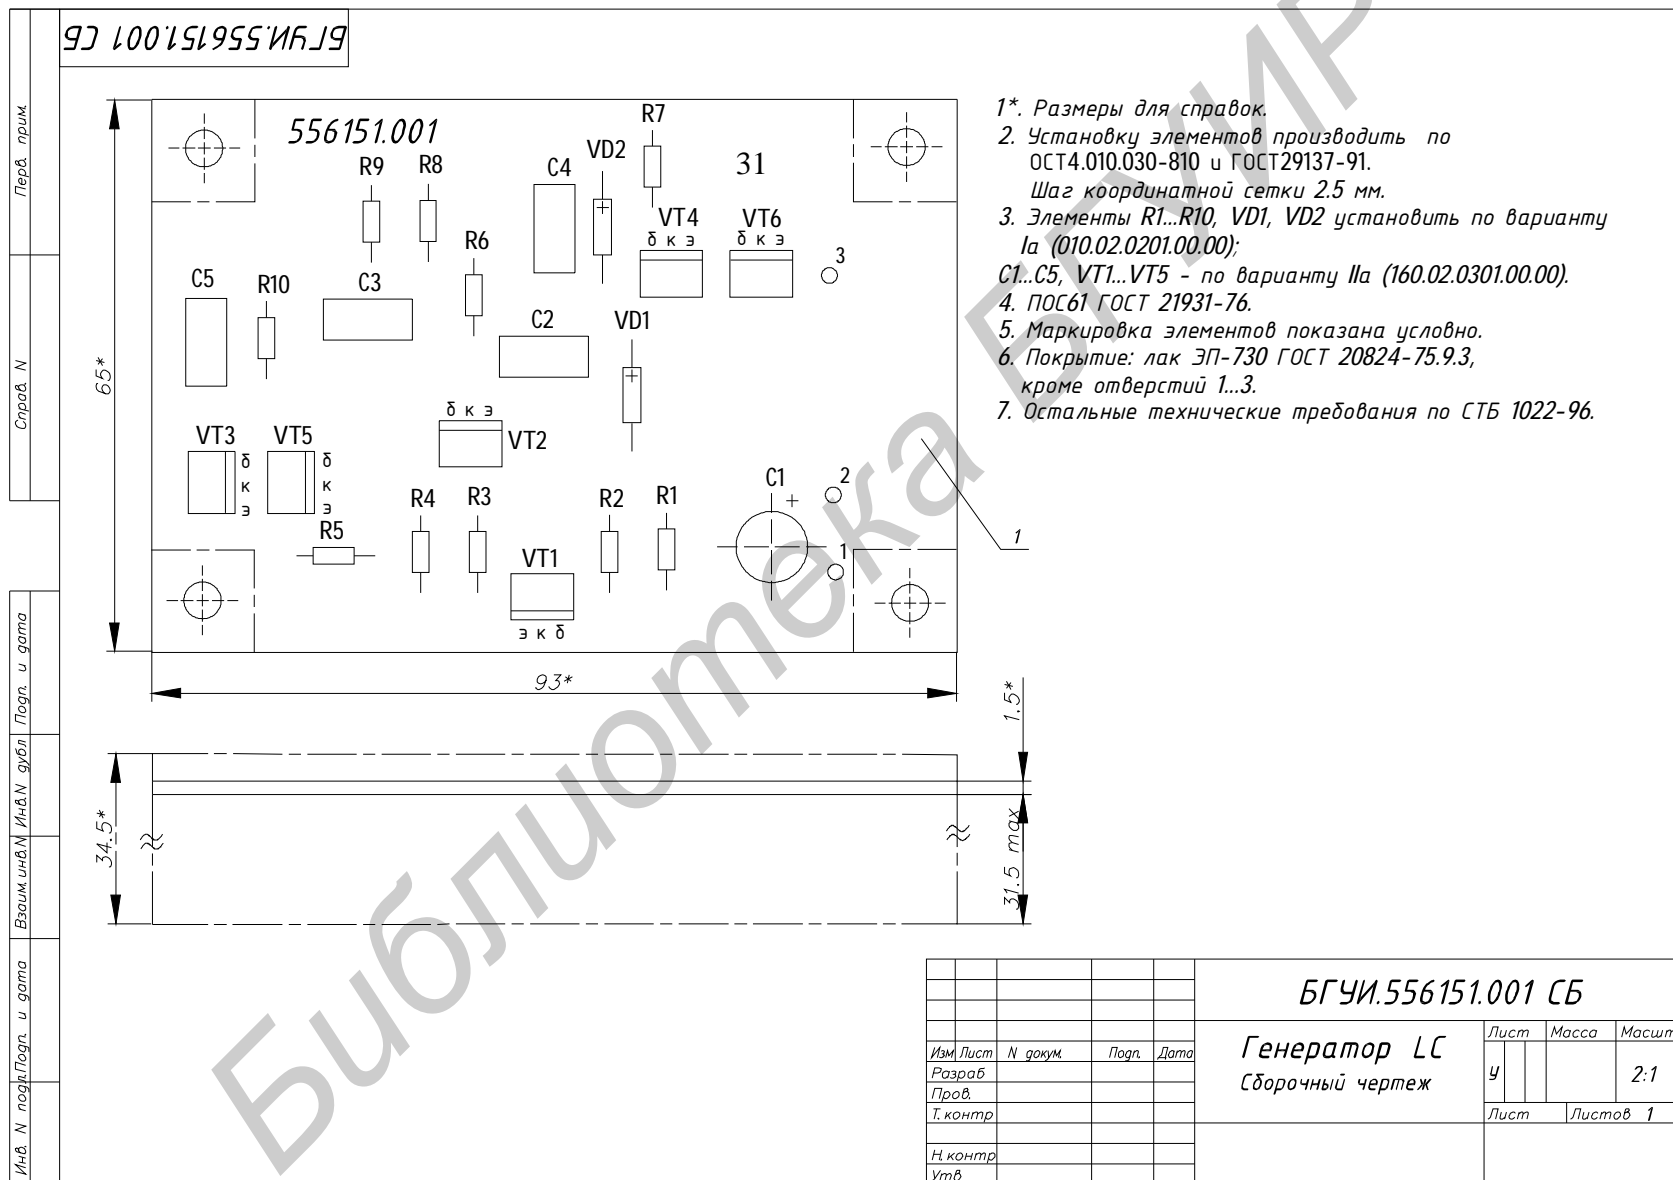 БГУИ.556151.001 СБ
Перв. прим.
Справ. N
Подп. и дата
Инв.N дубл
Взаим.инв.N
Подп. и дата
Инв. N подл
556151.001
31
R7
VD2
C4
R9
R8
VT4
б к э
VT6
б к э
R6
3
C5
R10
C3
C2
VD1
б к э
VT2
VT3
б
к
э
VT5
б
к
э
R5
R4
R3
R2
R1
C1
+
2
1
VT1
э к б
1
65*
93*
1.5*
34.5*
31.5 max
1*. Размеры для справок.
2. Установку элементов производить по
ОСТ4.010.030-810 и ГОСТ29137-91.
Шаг координатной сетки 2.5 мм.
3. Элементы R1...R10, VD1, VD2 установить по варианту
Ia (010.02.0201.00.00);
C1...C5, VT1...VT5 - по варианту IIa (160.02.0301.00.00).
4. ПОС61 ГОСТ 21931-76.
5. Маркировка элементов показана условно.
6. Покрытие: лак ЭП-730 ГОСТ 20824-75.9.3,
кроме отверстий 1...3.
7. Остальные технические требования по СТБ 1022-96.
Библиотека БГУИР
БГУИ.556151.001 СБ
Генератор LC
Сборочный чертеж
Лист Масса Масшт
У 2:1
Лист Листов 1
Изм Лист N докум. Подп. Дата
Разраб
Пров.
Т. контр
Н.контр
Утв